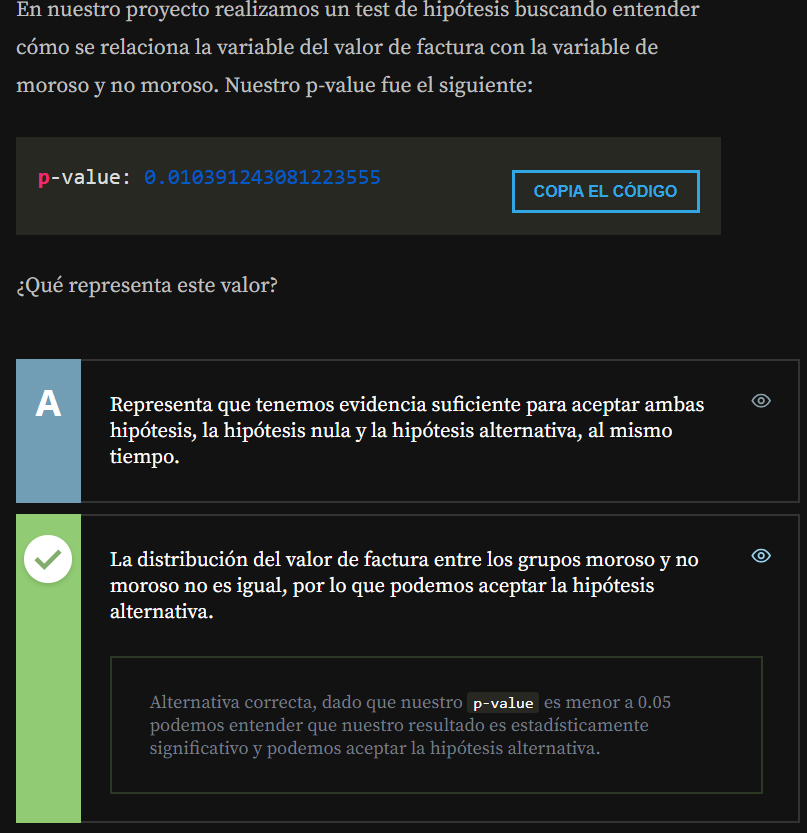 En nuestro proyecto realizamos un test de hipótesis buscando entender
cómo se relaciona la variable del valor de factura con la variable de
moroso y no moroso. Nuestro p-value fue el siguiente:
p-value: 0.010391243081223555
COPIA EL CÓDIGO
¿Qué representa este valor?
A
Representa que tenemos evidencia suficiente para aceptar ambas
hipótesis, la hipótesis nula y la hipótesis alternativa, al mismo
tiempo.
La distribución del valor de factura entre los grupos moroso y no
moroso no es igual, por lo que podemos aceptar la hipótesis
alternativa.
Alternativa correcta, dado que nuestro p-value es menor a 0.05
podemos entender que nuestro resultado es estadísticamente
significativo y podemos aceptar la hipótesis alternativa.